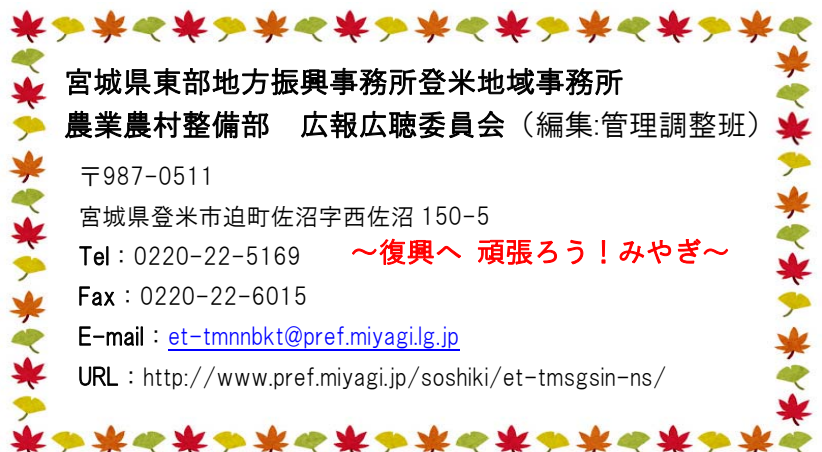 宮城県東部地方振興事務所登米地域事務所
農業農村整備部　広報広聴委員会（編集:管理調整班）
〒987-0511
宮城県登米市迫町佐沼字西佐沼 150-5
Tel：0220-22-5169　～復興へ 頑張ろう！みやぎ～
Fax：0220-22-6015
E-mail：et-tmnnbkt@pref.miyagi.lg.jp
URL：http://www.pref.miyagi.jp/soshiki/et-tmsgsin-ns/